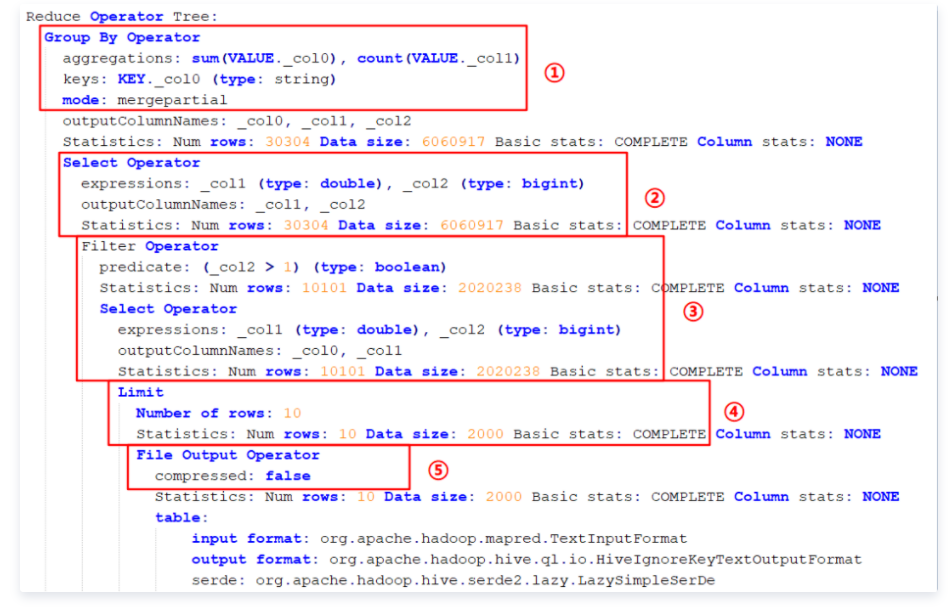 Reduce Operator Tree:
Group By Operator
aggregations: sum(VALUE._col0), count(VALUE._col1)
keys: KEY._col0 (type: string)
①
mode: mergepartial
outputColumnNames: _col0, _col1, _col2
Statistics: Num rows: 30304 Data size: 6060917 Basic stats: COMPLETE Column stats: NONE
Select Operator
expressions: _col1 (type: double), _col2 (type: bigint)
②
outputColumnNames: _col1, _col2
Statistics: Num rows: 30304 Data size: 6060917 Basic stats: COMPLETE Column stats: NONE
Filter Operator
predicate: (_col2 > 1) (type: boolean)
Statistics: Num rows: 10101 Data size: 2020238 Basic stats: COMPLETE Column stats: NONE
Select Operator
③
expressions: _col1 (type: double), _col2 (type: bigint)
outputColumnNames: _col0, _col1
Statistics: Num rows: 10101 Data size: 2020238 Basic stats: COMPLETE Column stats: NONE
Limit
Number of rows: 10
④
Statistics: Num rows: 10 Data size: 2000 Basic stats: COMPLETE Column stats: NONE
File Output Operator
⑤
compressed: false
Statistics: Num rows: 10 Data size: 2000 Basic stats: COMPLETE Column stats: NONE
table:
input format: org.apache.hadoop.mapred.TextInputFormat
output format: org.apache.hadoop.hive.ql.io.HiveIgnoreKeyTextOutputFormat
serde: org.apache.hadoop.hive.serde2.lazy.LazySimpleSerDe